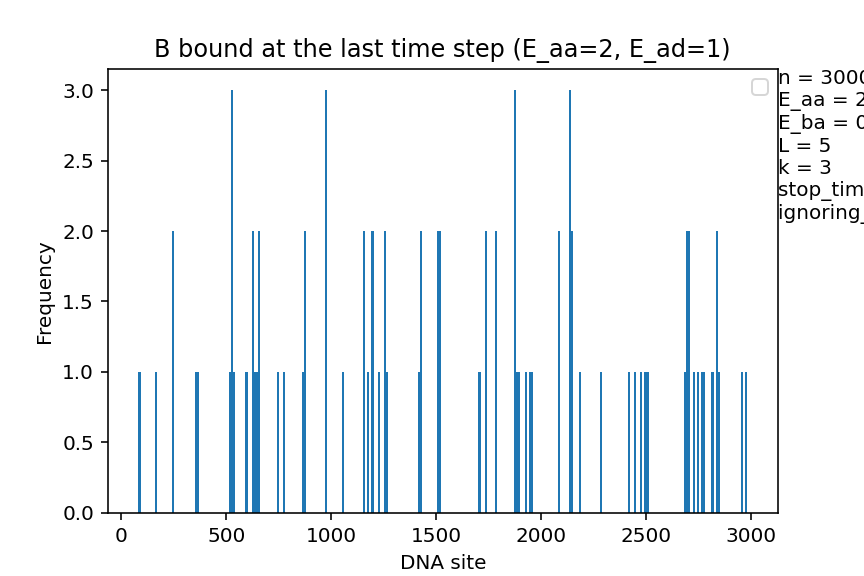 B bound at the last time step (E_aa=2, E_ad=1)
n = 3000
E_aa = 2
E_ba = 0
L = 5
k = 3
stop_tim
ignoring_
3.0
2.5
2.0
1.5
1.0
0.5
0.0
Frequency
0 500 1000 1500 2000 2500 3000
DNA site